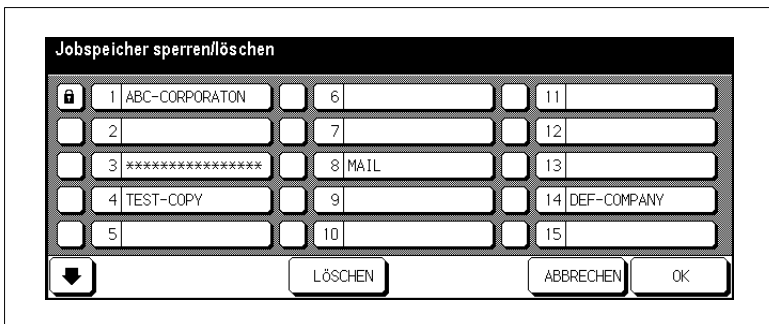 Jobspeicher sperren/löschen
1 ABC-CORPORATON 6 11
2 7 12
3 **************** 8 MAIL 13
4 TEST-COPY 9 14 DEF-COMPANY
5 10 15
LÖSCHEN ABBRECHEN OK